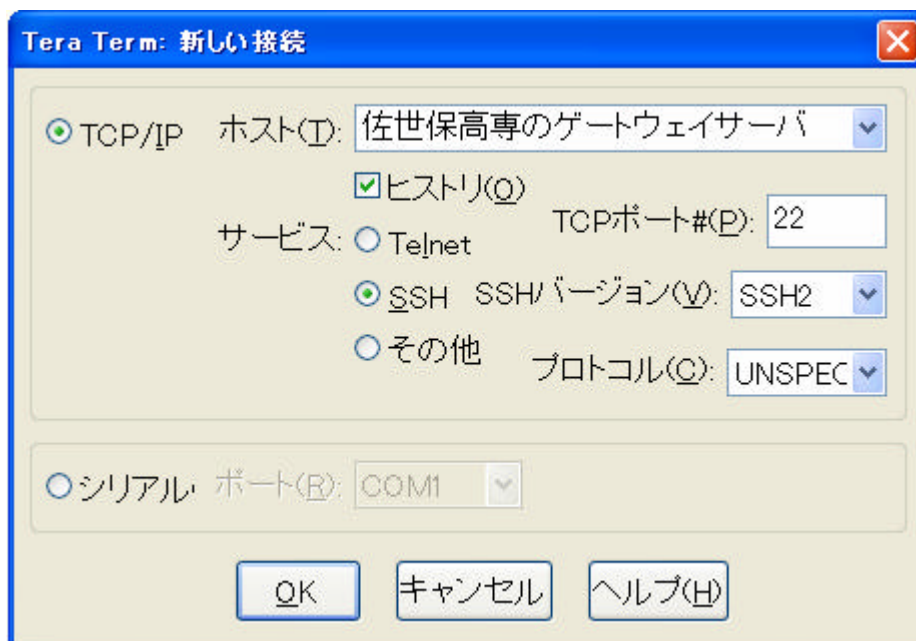 Tera Term: 新しい接続
TCP/IP ホスト(T): 佐世保高専のゲートウェイサーバ
ヒストリ(O)
サービス: Telnet TCPポート#(P): 22
SSH SSHバージョン(V): SSH2
その他 プロトコル(C): UNSPEC
シリアル ポート(R): COM1
OK キャンセル ヘルプ(H)